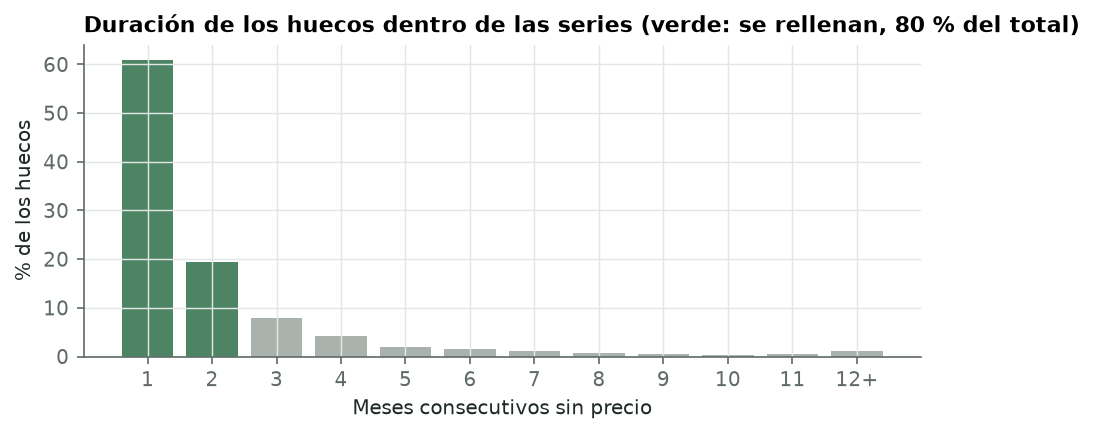 Duración de los huecos dentro de las series (verde: se rellenan, 80 % del total)
% de los huecos
60
50
40
30
20
10
0
1 2 3 4 5 6 7 8 9 10 11 12+
Meses consecutivos sin precio